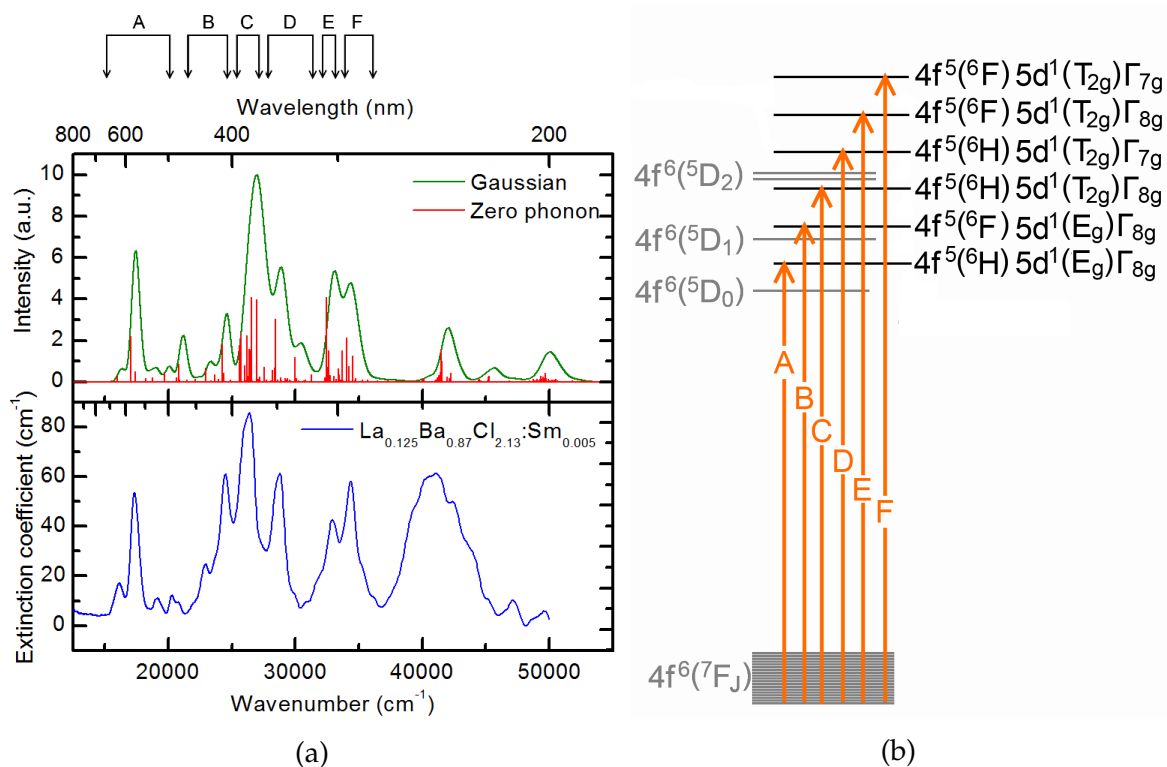 A B C D E F
Wavelength (nm)
800 600 400 200
Intensity (a.u.)
10
8
6
4
2
0
Gaussian
Zero phonon
Extinction coefficient (cm⁻¹)
80
60
40
20
0
La₀.₁₂₅Ba₀.₈₇Cl₂.₁₃:Sm₀.₀₀₅
20000 30000 40000 50000
Wavenumber (cm⁻¹)
(a)
4f⁵(⁶F) 5d¹(T₂g)Γ₇g
4f⁵(⁶F) 5d¹(T₂g)Γ₈g
4f⁵(⁶H) 5d¹(T₂g)Γ₇g
4f⁶(⁵D₂)
4f⁵(⁶H) 5d¹(T₂g)Γ₈g
4f⁵(⁶F) 5d¹(Eg)Γ₈g
4f⁶(⁵D₁)
4f⁵(⁶H) 5d¹(Eg)Γ₈g
4f⁶(⁵D₀)
A
B
C
D
E
F
4f⁶(⁷FJ)
(b)